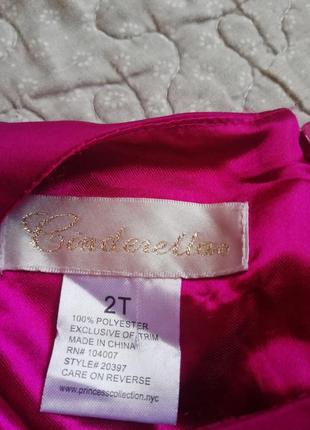 Cinderella
2T
100% POLYESTER
EXCLUSIVE OF TRIM
MADE IN CHINA
RN# 104007
STYLE# 20397
CARE ON REVERSE
www.princesscollection.nyc